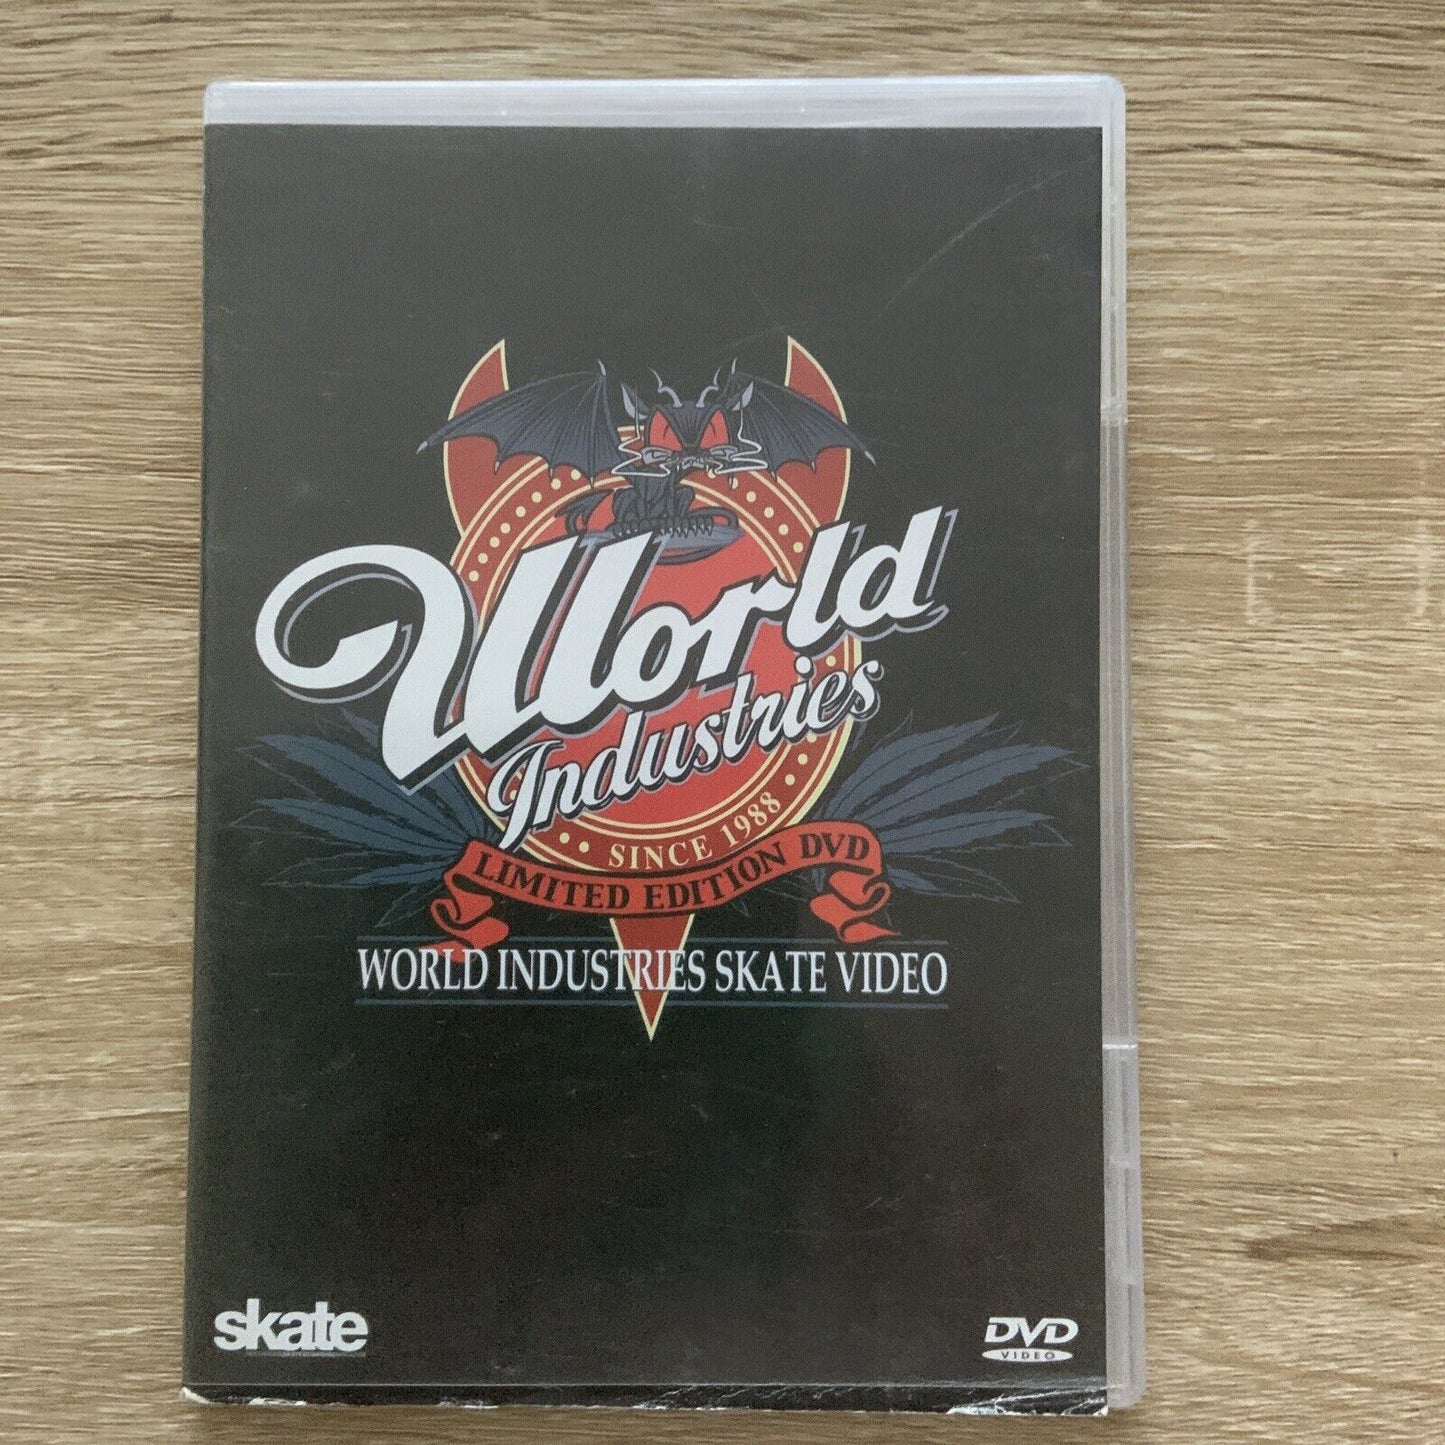 World
Industries
SINCE 1988
LIMITED EDITION DVD
WORLD INDUSTRIES SKATE VIDEO
skate
DVD
VIDEO